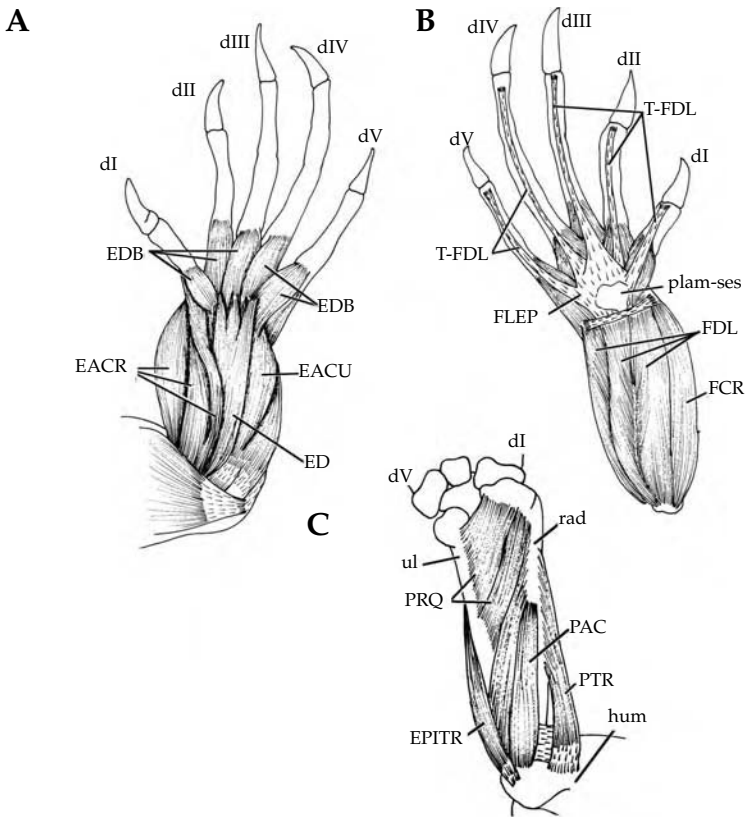 A
dI
dII
dIII
dIV
dV
EDB
EDB
EACR
EACU
ED
B
dIV
dIII
dII
dV
dI
T-FDL
T-FDL
plam-ses
FLEP
FDL
FCR
C
dI
dV
rad
ul
PRQ
PAC
PTR
hum
EPITR